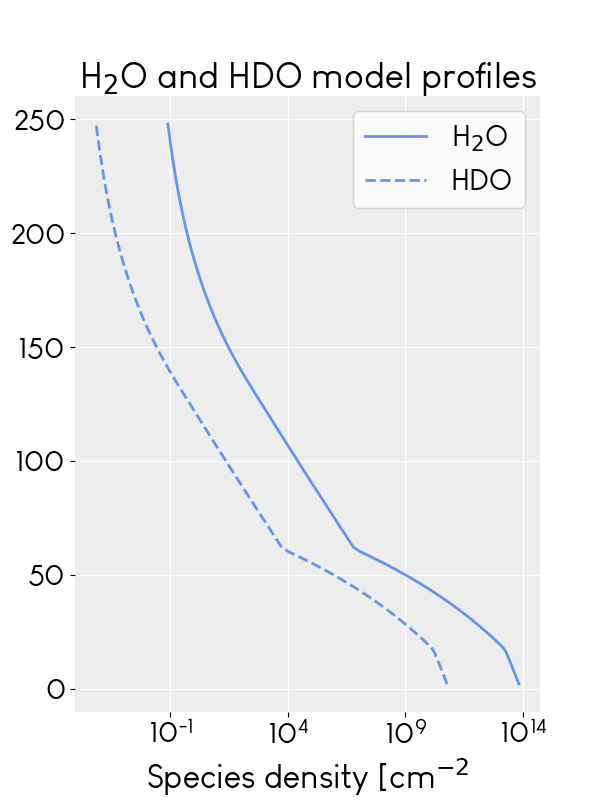 H₂O and HDO model profiles
250
H₂O
HDO
200
150
100
50
0
10⁻¹ 10⁴ 10⁹ 10¹⁴
Species density [cm⁻²